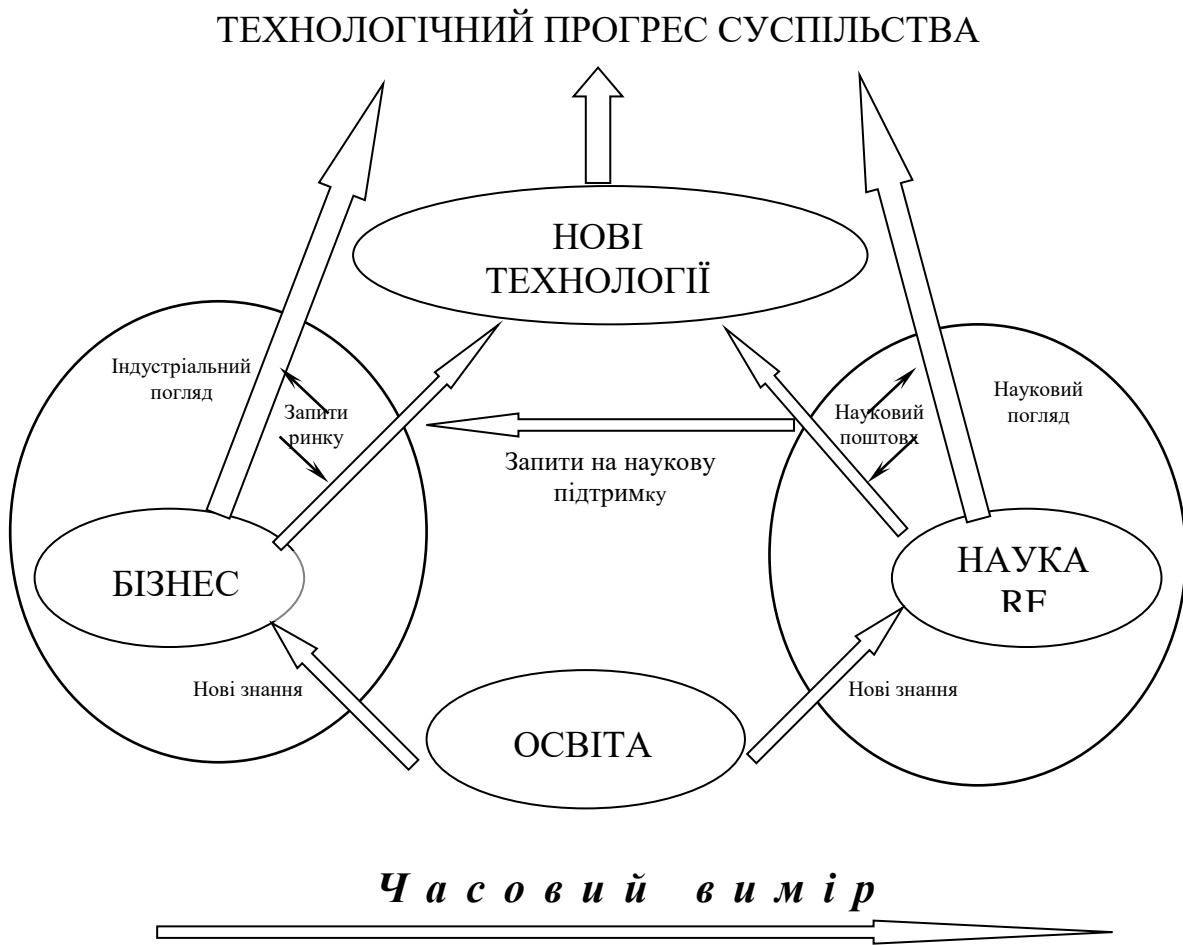 ТЕХНОЛОГІЧНИЙ ПРОГРЕС СУСПІЛЬСТВА
НОВІ
ТЕХНОЛОГІЇ
Індустріальний
погляд
Запити
ринку
Запити на наукову
підтримку
Науковий
поштовх
Науковий
погляд
БІЗНЕС
НАУКА
Нові знання
ОСВІТА
Нові знання
Часовий вимір